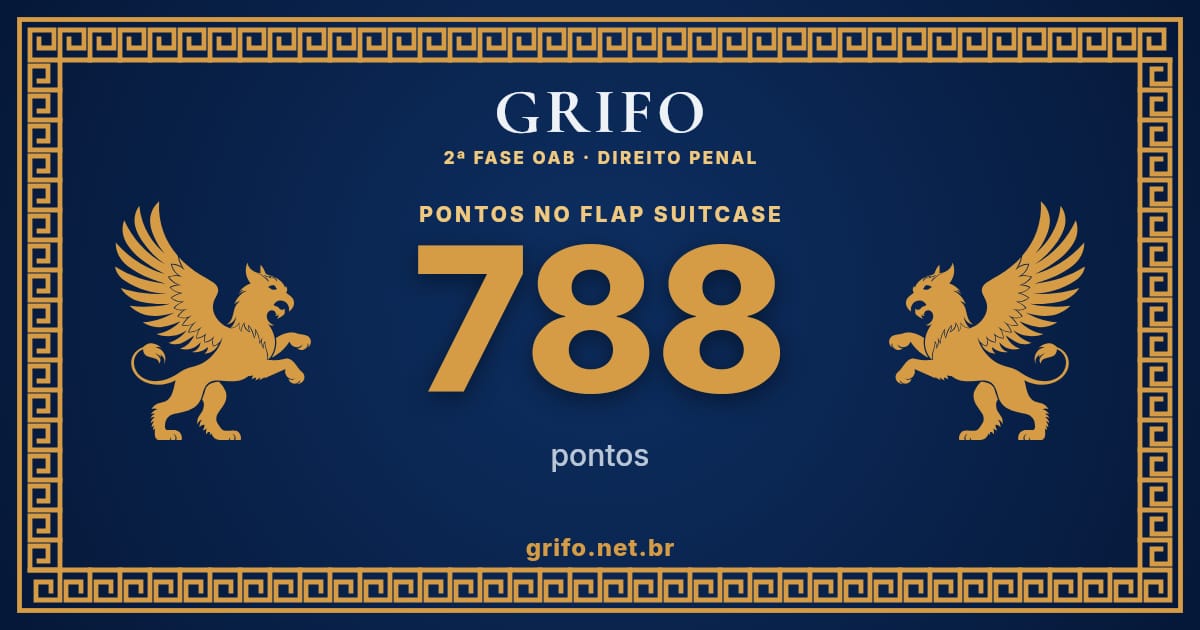 GRIFO
2ª FASE OAB · DIREITO PENAL
PONTOS NO FLAP SUITCASE
788
pontos
grifo.net.br